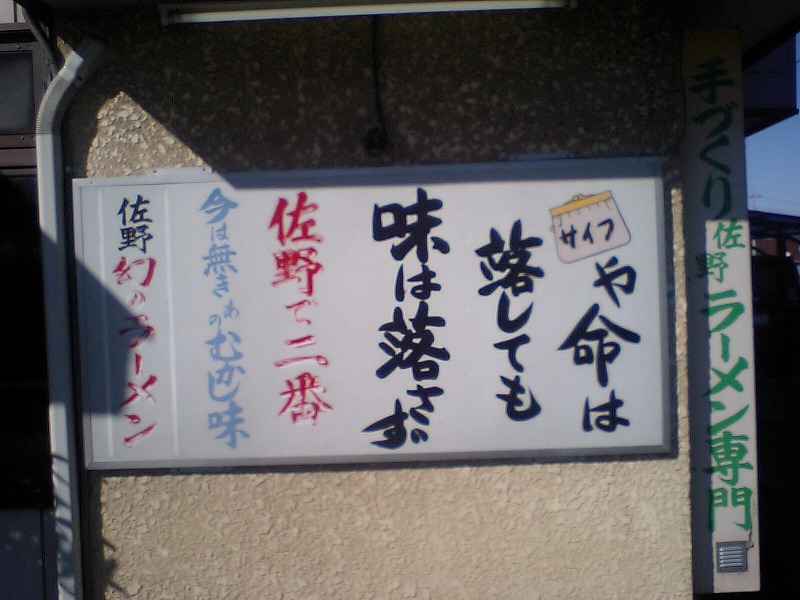 手づくり佐野ラーメン専門
サイフや命は
落しても
味は落さず
佐野で二番
今は無きあのむかし味
佐野幻のラーメン